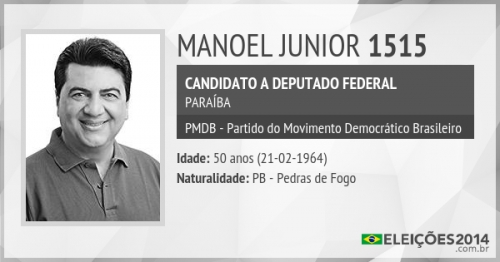 MANOEL JUNIOR 1515
CANDIDATO A DEPUTADO FEDERAL
PARAÍBA
PMDB - Partido do Movimento Democrático Brasileiro
Idade: 50 anos (21-02-1964)
Naturalidade: PB - Pedras de Fogo
ELEIÇÕES2014
.com.br